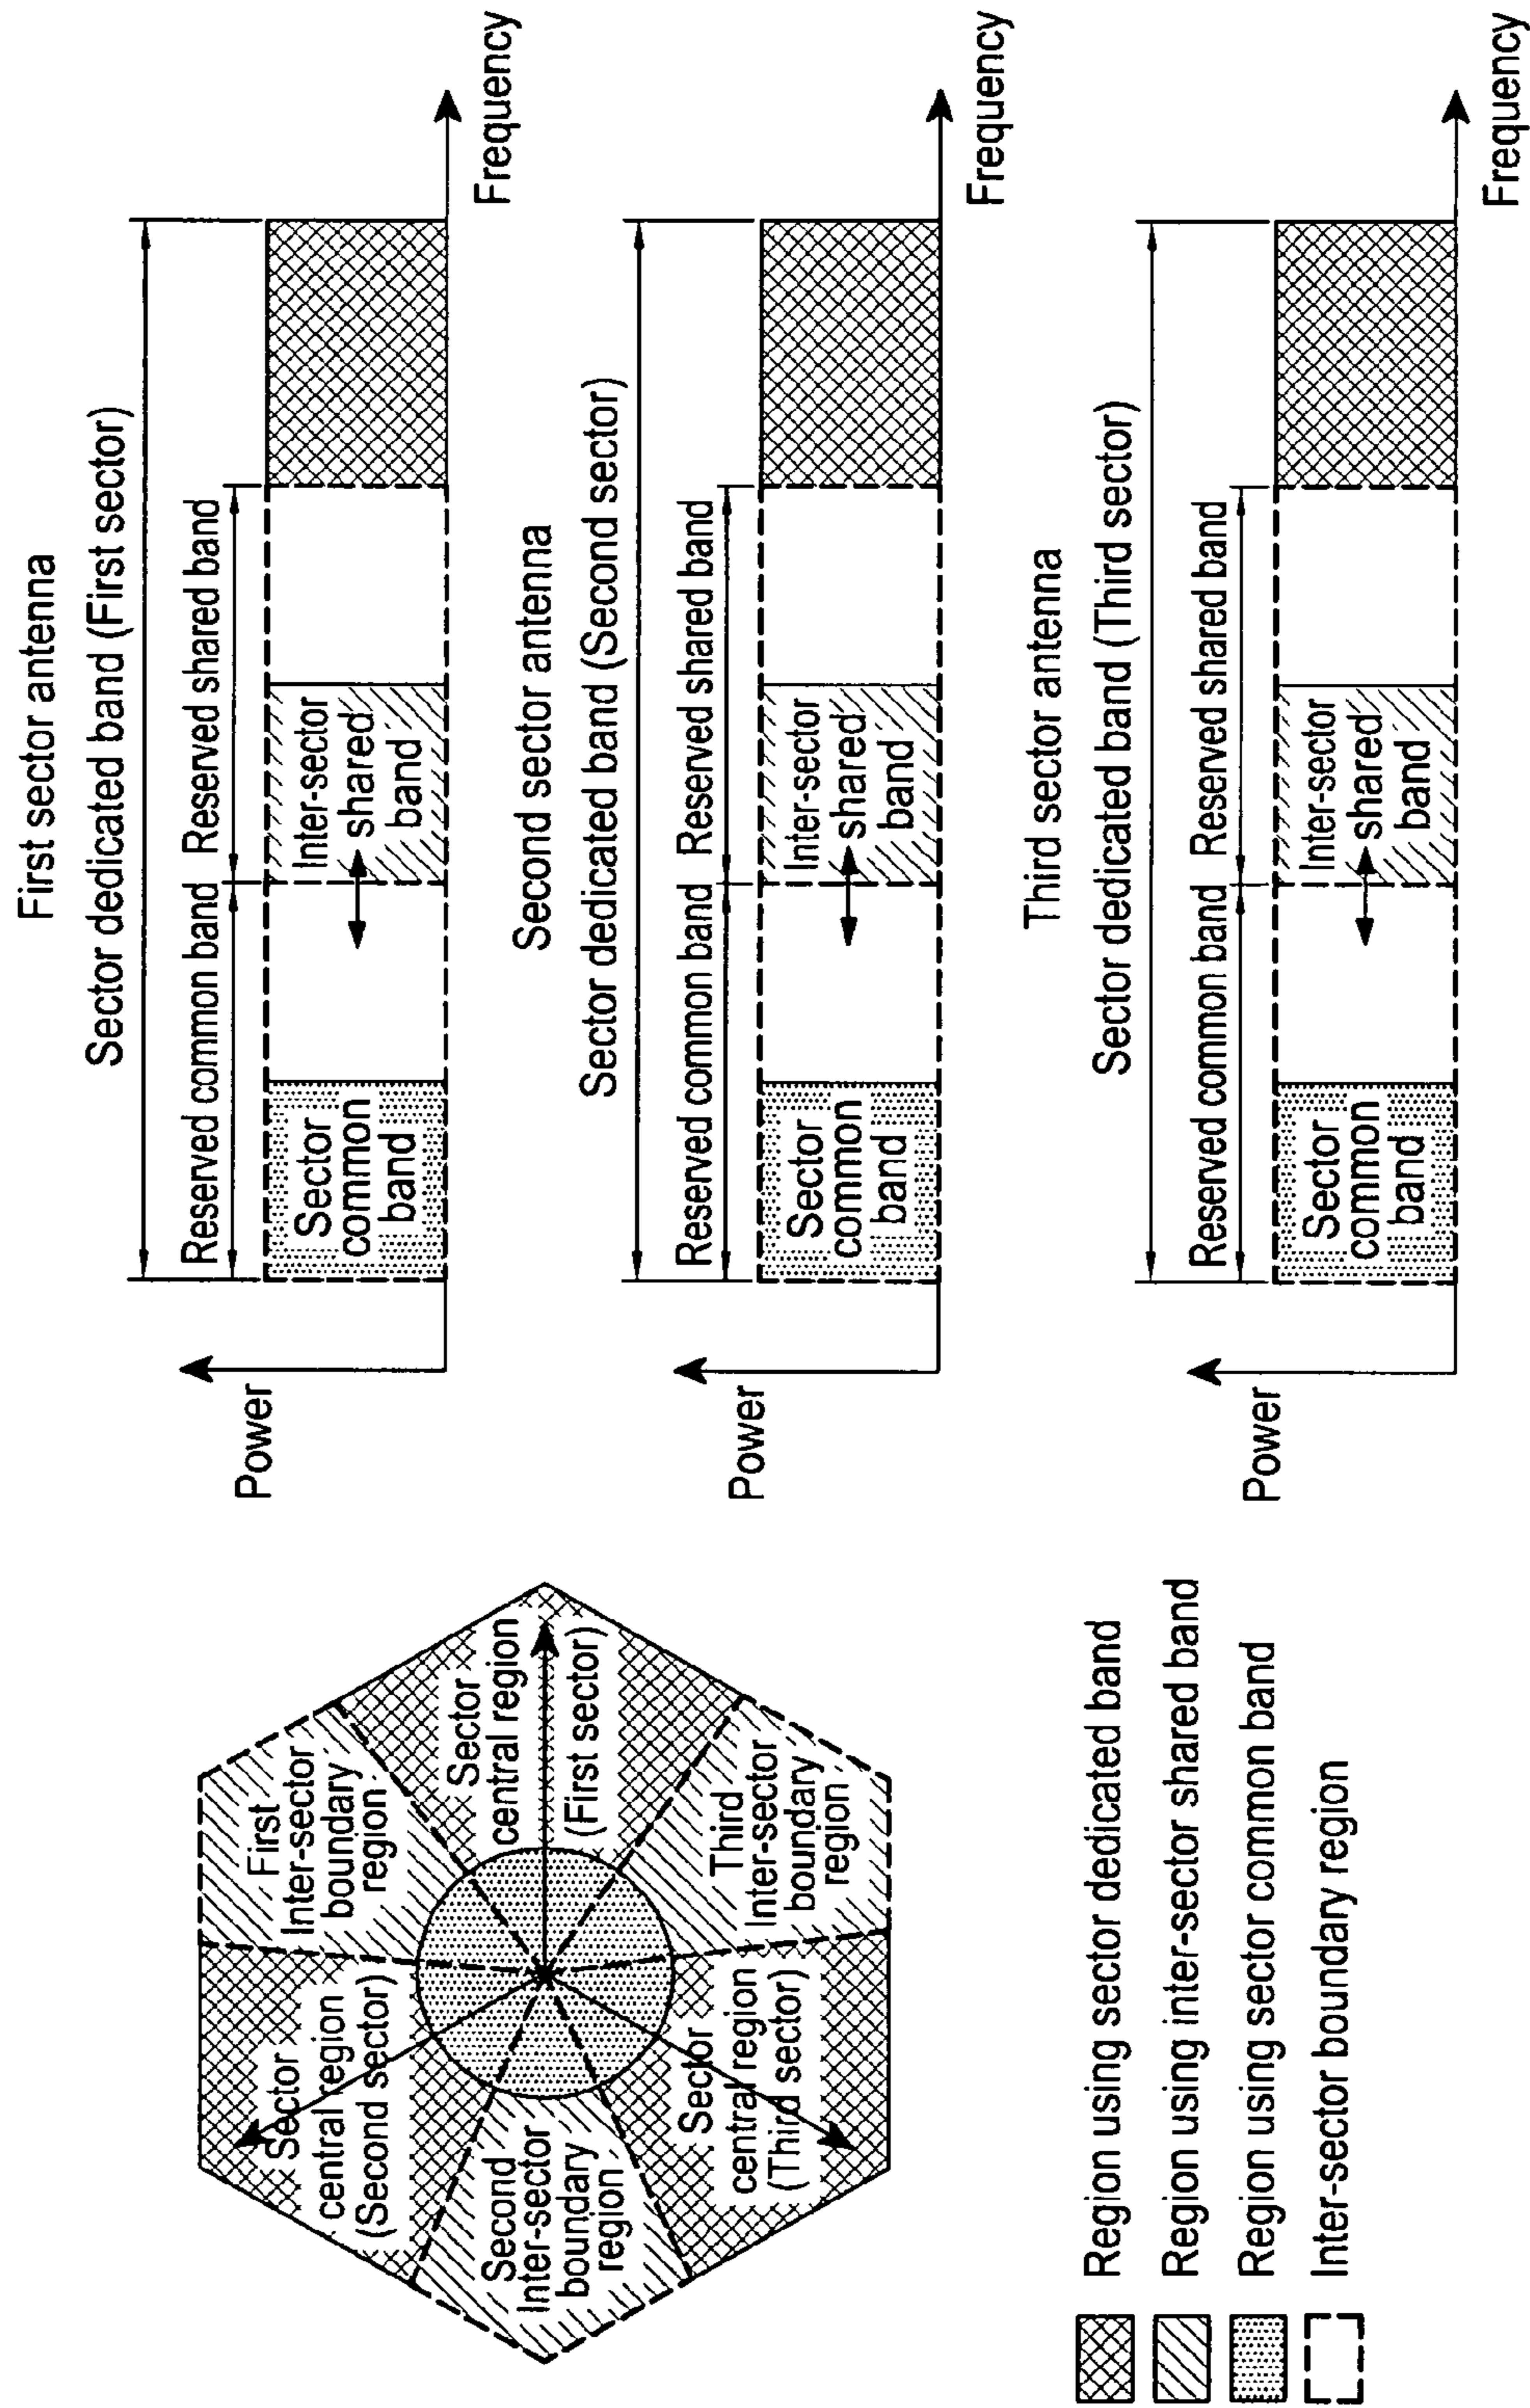 First
Inter-sector
boundary
region
Sector
central region
(Second sector)
Sector
central region
(First sector)
Second
Inter-sector
boundary
region
Third
Inter-sector
boundary
region
Sector
central region
(Third sector)
Region using sector dedicated band
Region using inter-sector shared band
Region using sector common band
Inter-sector boundary region
First sector antenna
Sector dedicated band (First sector)
Reserved common band
Reserved shared band
Power
Sector
common
band
Inter-sector
shared
band
Frequency
Second sector antenna
Sector dedicated band (Second sector)
Reserved common band
Reserved shared band
Power
Sector
common
band
Inter-sector
shared
band
Frequency
Third sector antenna
Sector dedicated band (Third sector)
Reserved common band
Reserved shared band
Power
Sector
common
band
Inter-sector
shared
band
Frequency